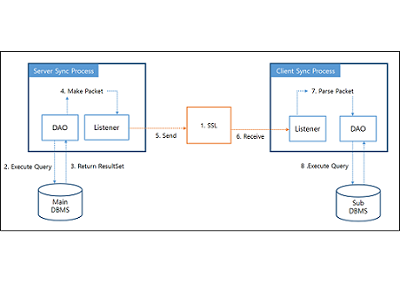 Server Sync Process
Client Sync Process
4. Make Packet
7. Parse Packet
DAO
Listener
5. Send
1. SSL
6. Receive
Listener
DAO
2. Execute Query
3. Return ResultSet
8 .Execute Query
Main
DBMS
Sub
DBMS